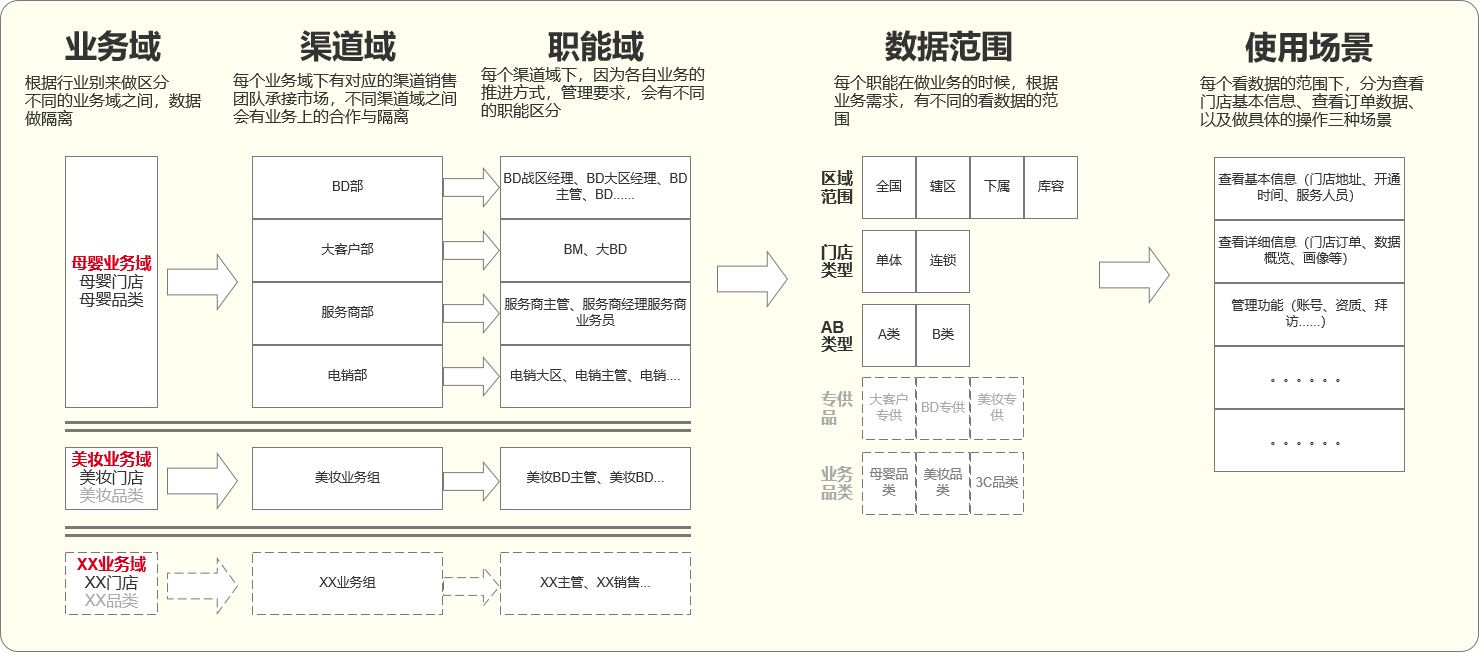 业务域
根据行业别来做区分
不同的业务域之间，数据
做隔离
渠道域
每个业务域下有对应的渠道销售
团队承接市场，不同渠道域之间
会有业务上的合作与隔离
职能域
每个渠道域下，因为各自业务的
推进方式，管理要求，会有不同
的职能区分
数据范围
每个职能在做业务的时候，根据
业务需求，有不同的看数据的范
围
使用场景
每个看数据的范围下，分为查看
门店基本信息、查看订单数据、
以及做具体的操作三种场景
母婴业务域
母婴门店
母婴品类
BD部
大客户部
服务商部
电销部
BD战区经理、BD大区经理、BD
主管、BD......
BM、大BD
服务商主管、服务商经理服务商
业务员
电销大区、电销主管、电销....
美妆业务域
美妆门店
美妆品类
美妆业务组
美妆BD主管、美妆BD...
XX业务域
XX门店
XX品类
XX业务组
XX主管、XX销售...
区域
范围
全国
辖区
下属
库容
门店
类型
单体
连锁
AB
类型
A类
B类
专供
品
大客户
专供
BD专供
美妆专
供
业务
品类
母婴品
类
美妆品
类
3C品类
查看基本信息（门店地址、开通
时间、服务人员）
查看详细信息（门店订单、数据
概览、画像等）
管理功能（账号、资质、拜
访......）
。。。。。。
。。。。。。